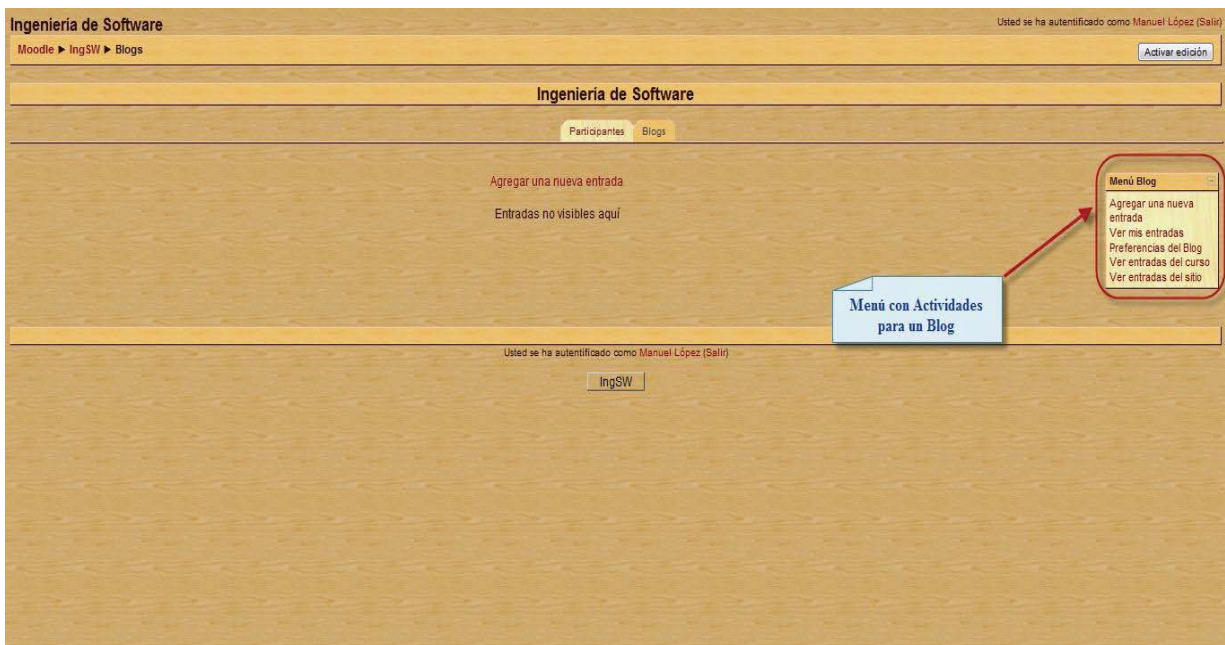 Ingeniería de Software
Usted se ha autentificado como Manuel López (Salir)
Moodle ► IngSW ► Blogs
Activar edición
Ingeniería de Software
Participantes
Blogs
Agregar una nueva entrada
Entradas no visibles aquí
Menú Blog
Agregar una nueva
entrada
Ver mis entradas
Preferencias del Blog
Ver entradas del curso
Ver entradas del sitio
Menú con Actividades
para un Blog
Usted se ha autentificado como Manuel López (Salir)
IngSW